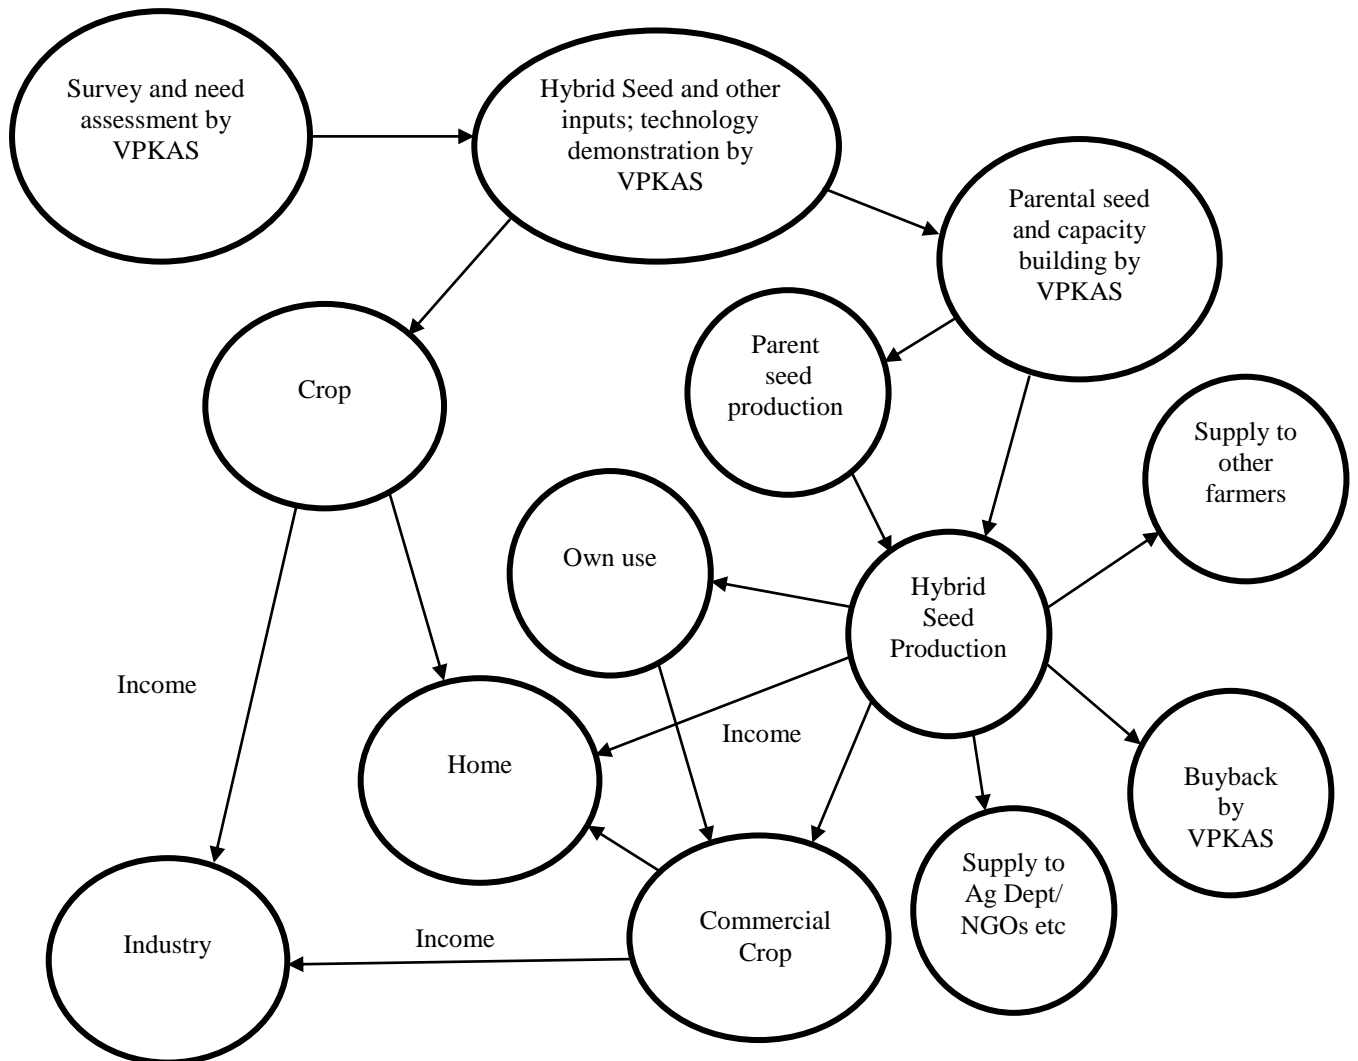 Survey and need
assessment by
VPKAS
Hybrid Seed and other
inputs; technology
demonstration by
VPKAS
Parental seed
and capacity
building by
VPKAS
Parent
seed
production
Crop
Supply to
other
farmers
Own use
Hybrid
Seed
Production
Income
Income
Home
Buyback
by
VPKAS
Supply to
Ag Dept/
NGOs etc
Commercial
Crop
Income
Industry